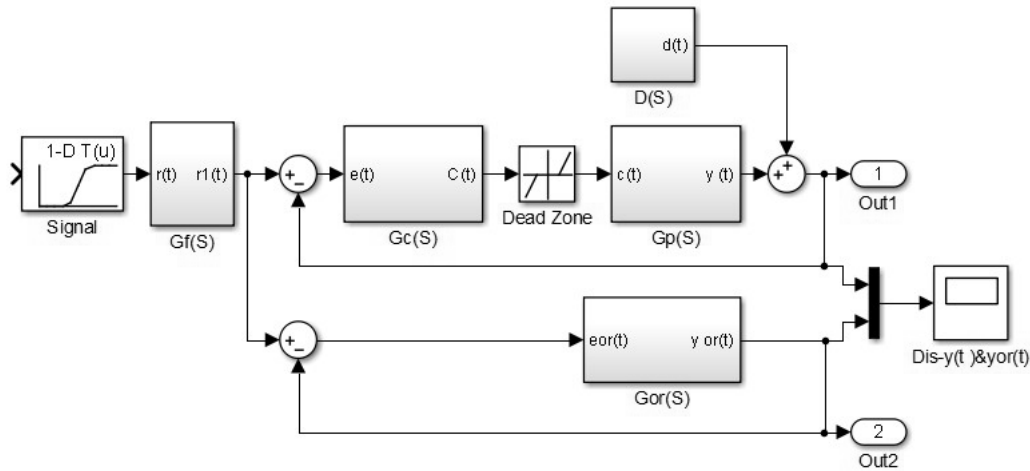 d(t)
D(S)
1-D T(u)
Signal
r(t) r1(t)
Gf(S)
+
-
e(t) C(t)
Gc(S)
Dead Zone
c(t) y (t)
Gp(S)
+
+
1
Out1
+
-
eor(t) y or(t)
Gor(S)
Dis-y(t )&yor(t)
2
Out2